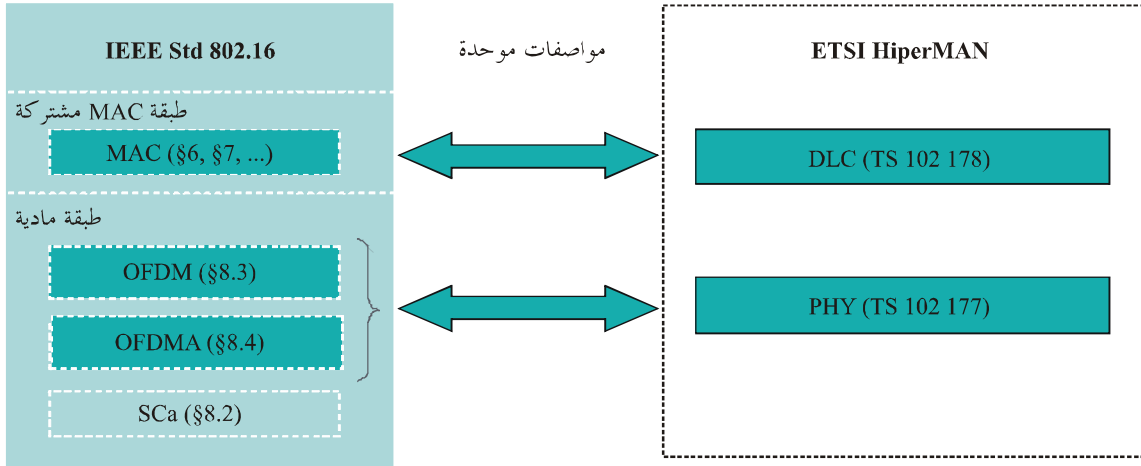 IEEE Std 802.16
مواصفات موحدة
ETSI HiperMAN
طبقة MAC مشتركة
MAC (§6, §7, ...)
DLC (TS 102 178)
طبقة مادية
OFDM (§8.3)
PHY (TS 102 177)
OFDMA (§8.4)
SCa (§8.2)